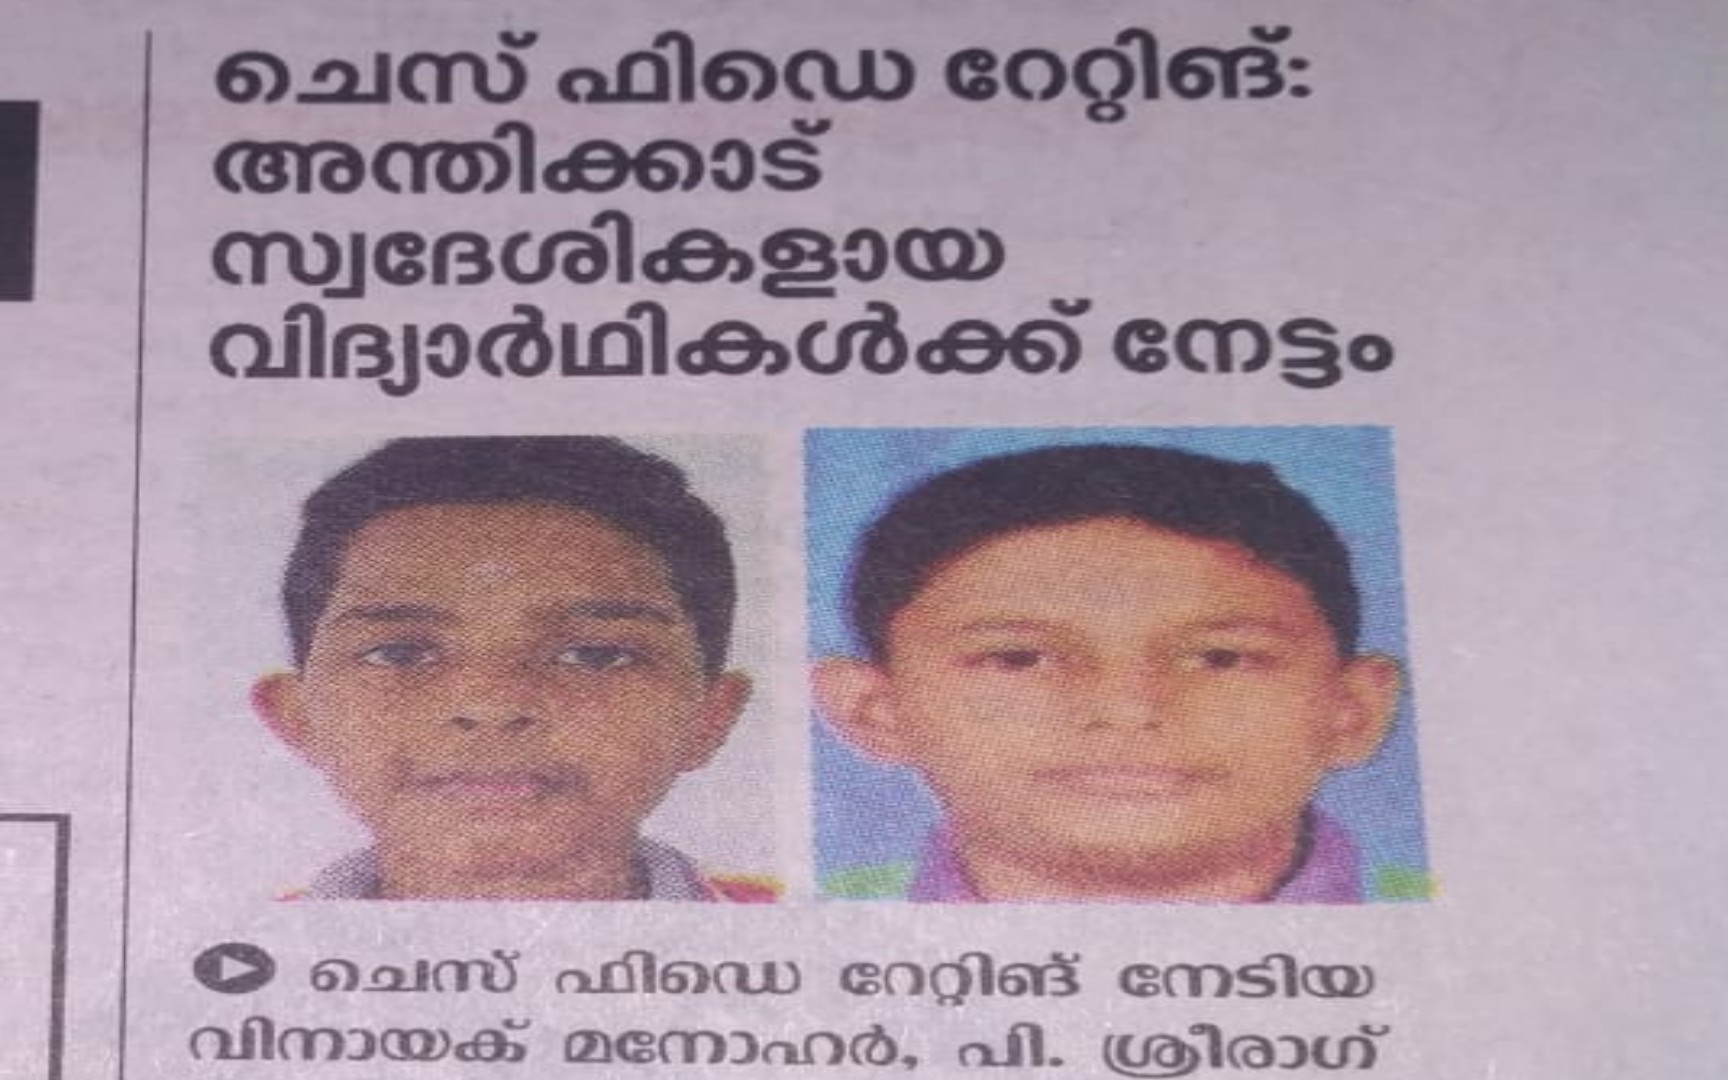 ചെസ് ഫിഡെ റേറ്റിങ്:
അന്തിക്കാട്
സ്വദേശികളായ
വിദ്യാർഥികൾക്ക് നേട്ടം
ചെസ് ഫിഡെ റേറ്റിങ് നേടിയ
വിനായക് മനോഹർ, പി. ശ്രീരാഗ്